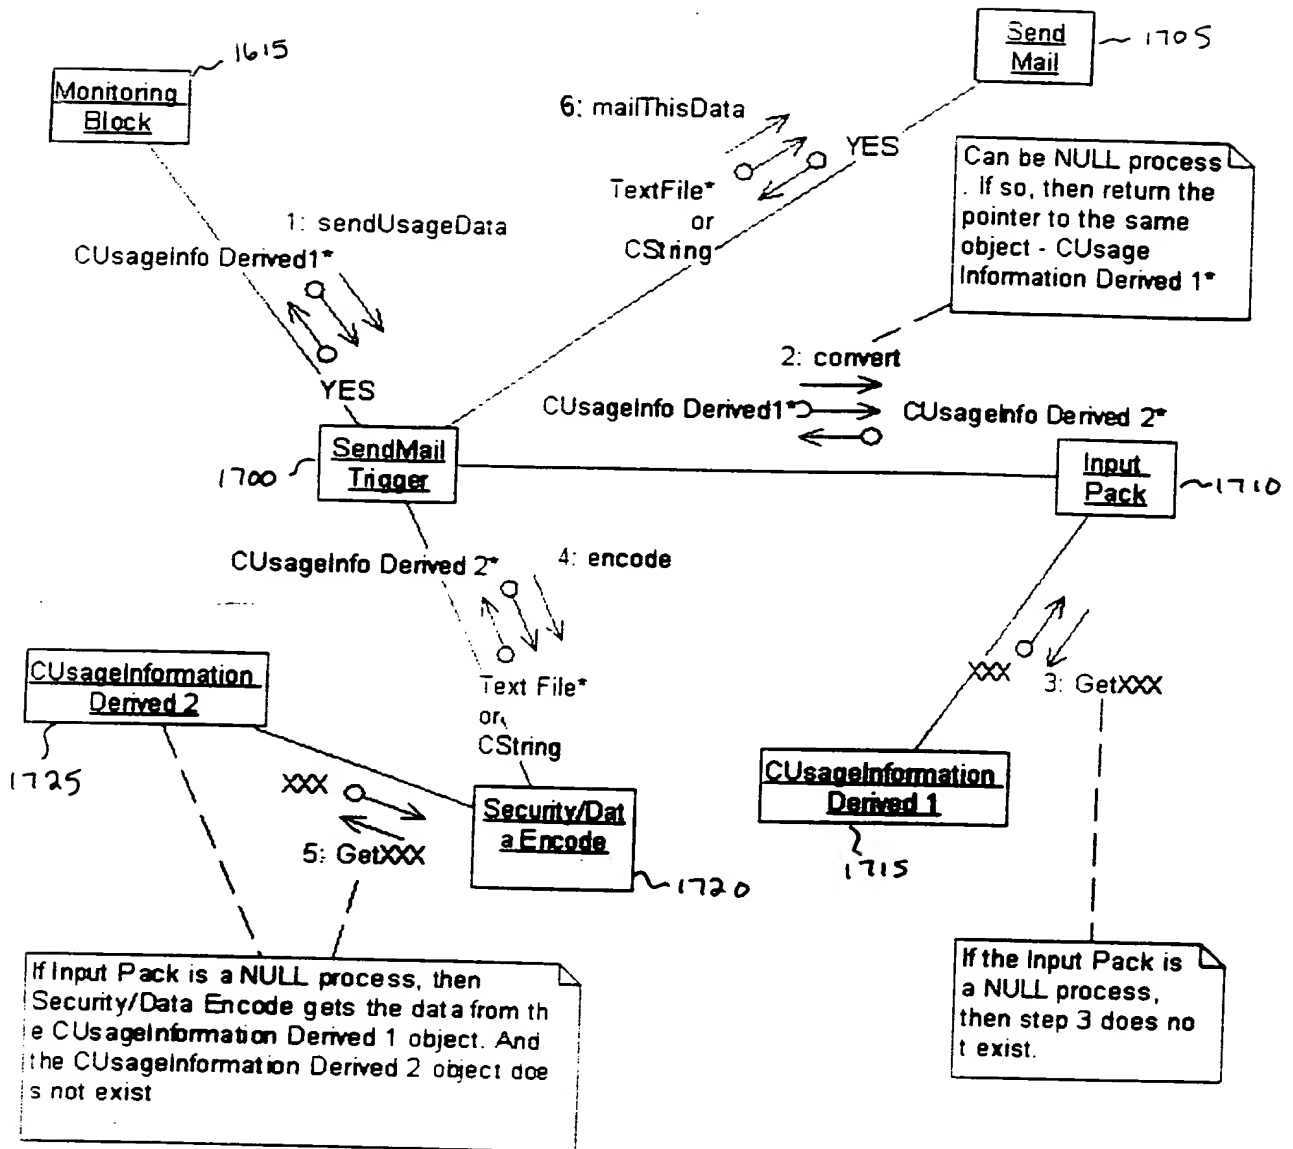 1615
Monitoring
Block
Send
Mail
1705
6: mailThisData
YES
TextFile*
or
CString
Can be NULL process
. If so, then return the
pointer to the same
object - CUsage
Information Derived 1*
1: sendUsageData
CUsageInfo Derived1*
YES
2: convert
CUsageInfo Derived1*
CUsageInfo Derived 2*
SendMail
Trigger
1700
Input
Pack
1710
CUsageInfo Derived 2*
4: encode
Text File*
or
CString
XXX
3: GetXXX
CUsageInformation
Derived 2
1725
XXX
5: GetXXX
Security/Dat
a Encode
1720
CUsageInformation
Derived 1
1715
If Input Pack is a NULL process, then
Security/Data Encode gets the data from th
e CUsageInformation Derived 1 object. And
the CUsageInformation Derived 2 object doe
s not exist
If the Input Pack is
a NULL process,
then step 3 does no
t exist.